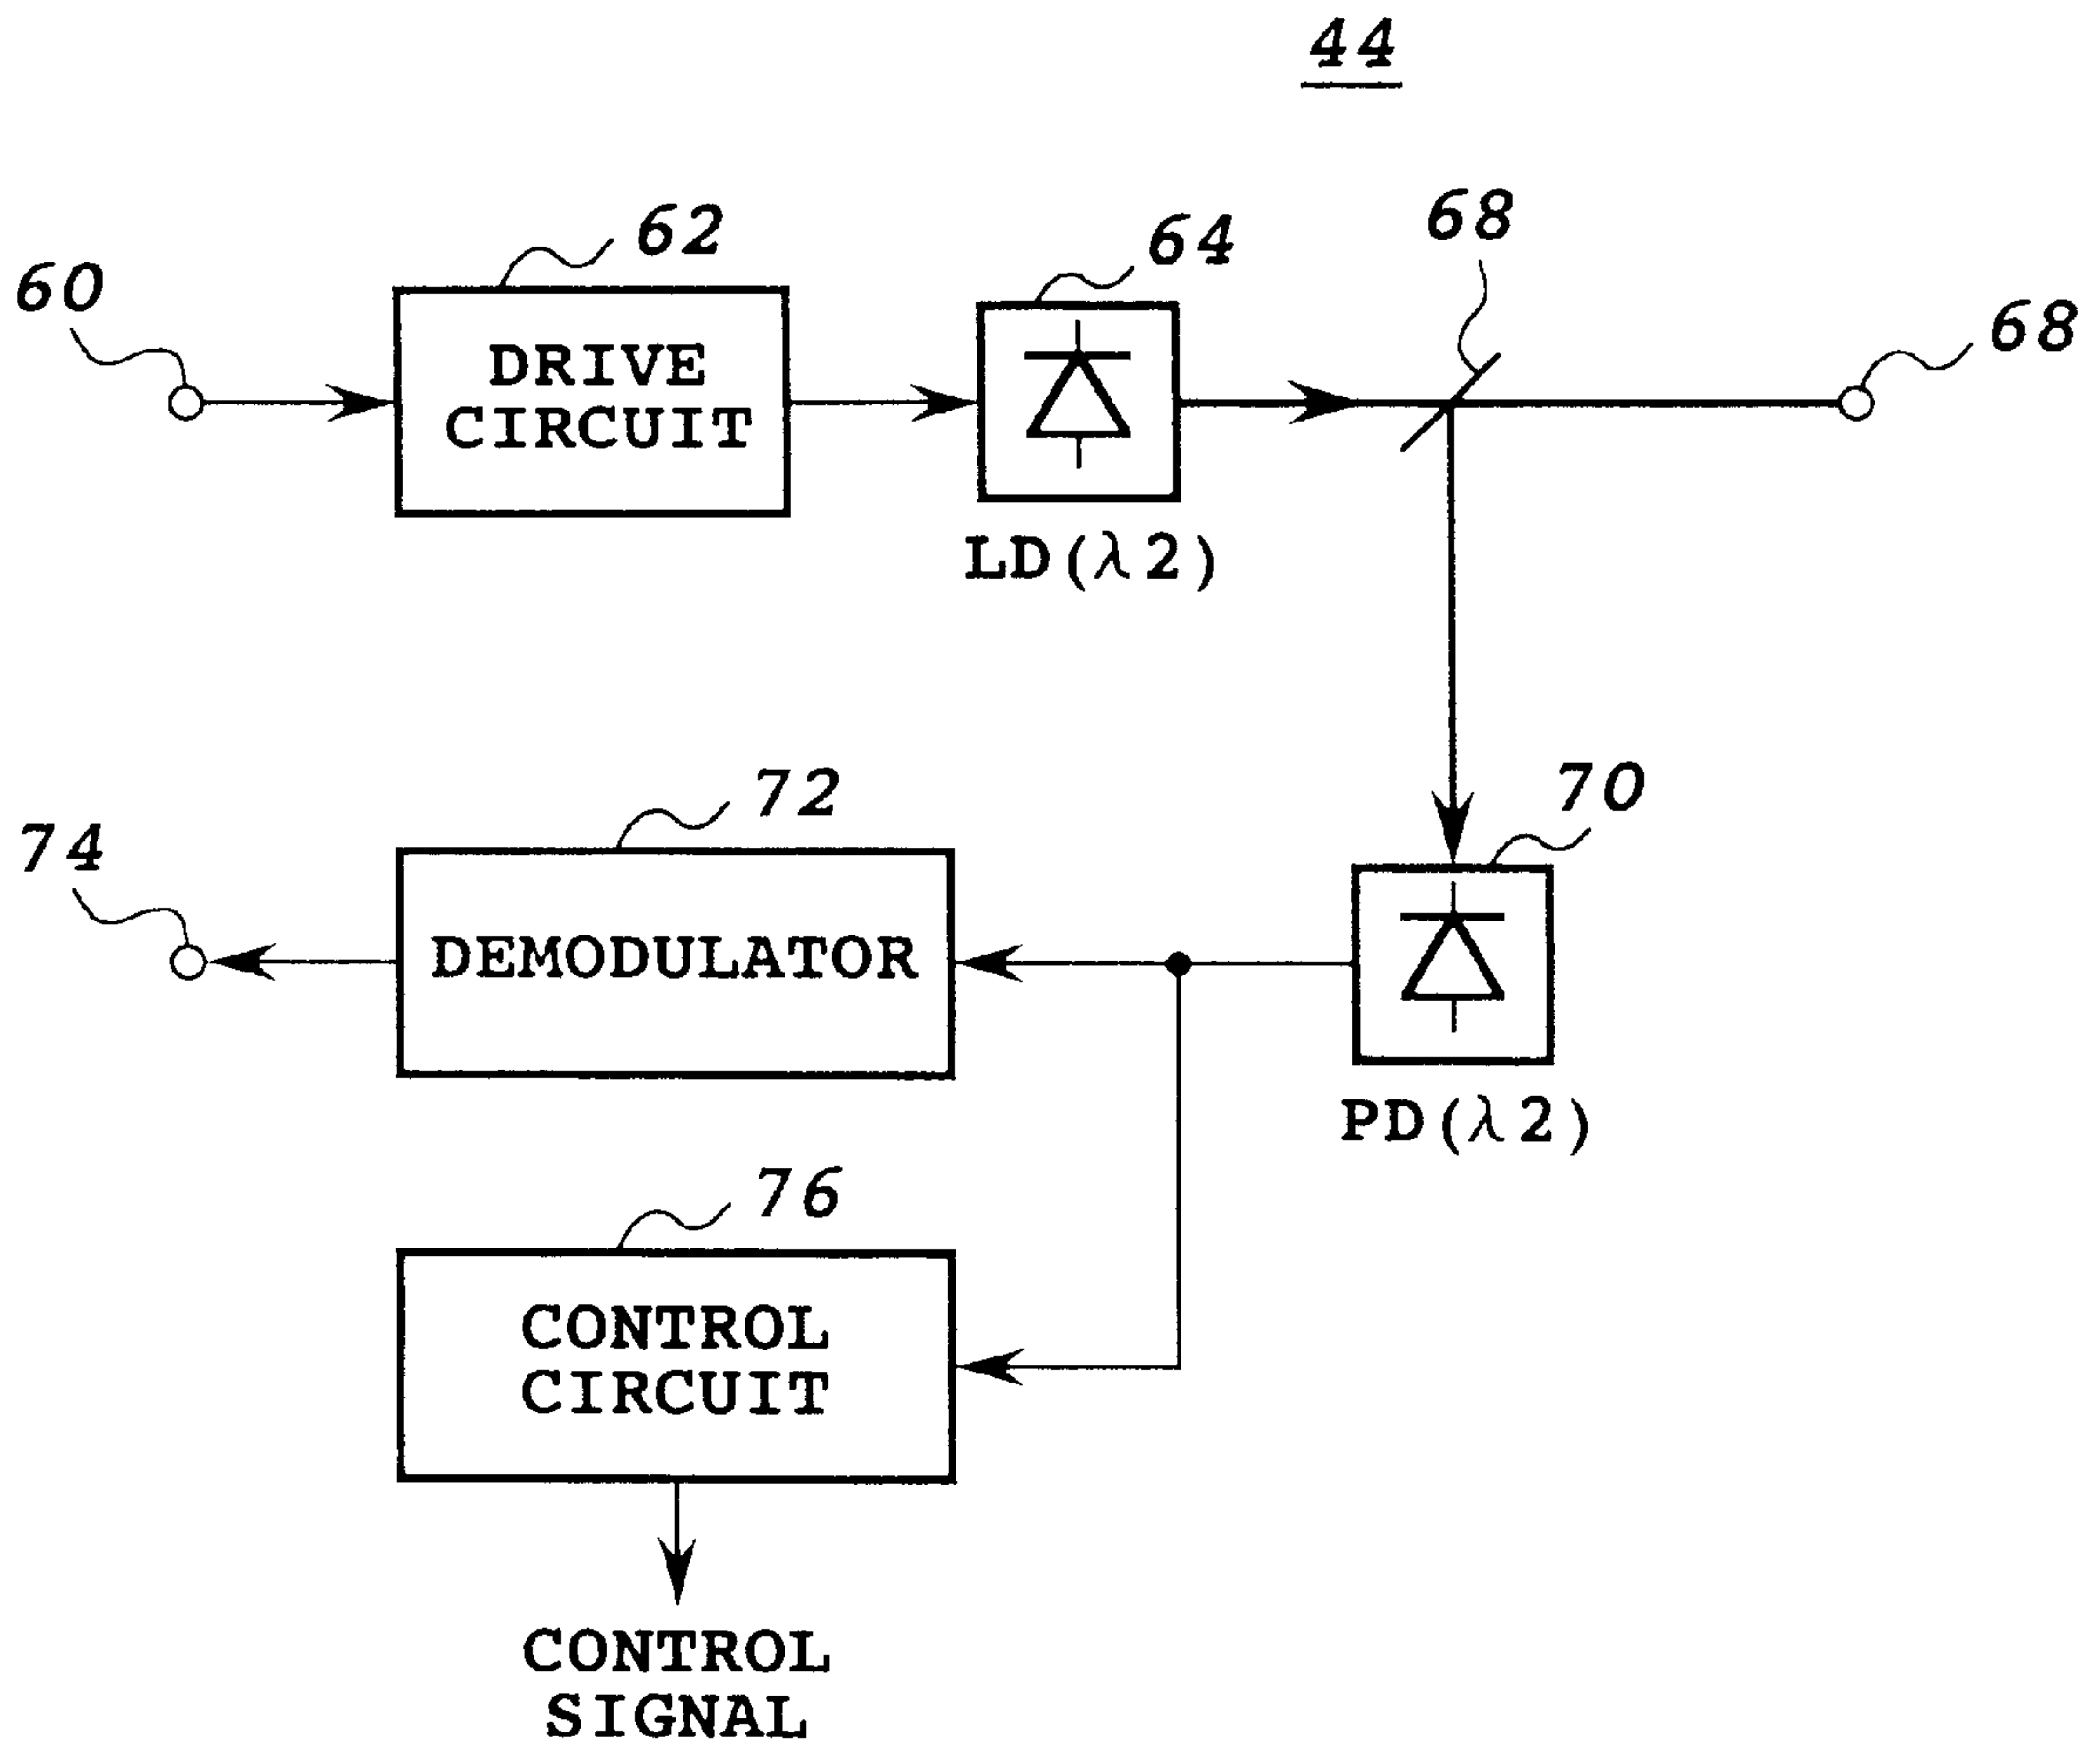 44
60
62
DRIVE
CIRCUIT
64
LD(λ2)
68
68
70
PD(λ2)
72
DEMODULATOR
74
76
CONTROL
CIRCUIT
CONTROL
SIGNAL